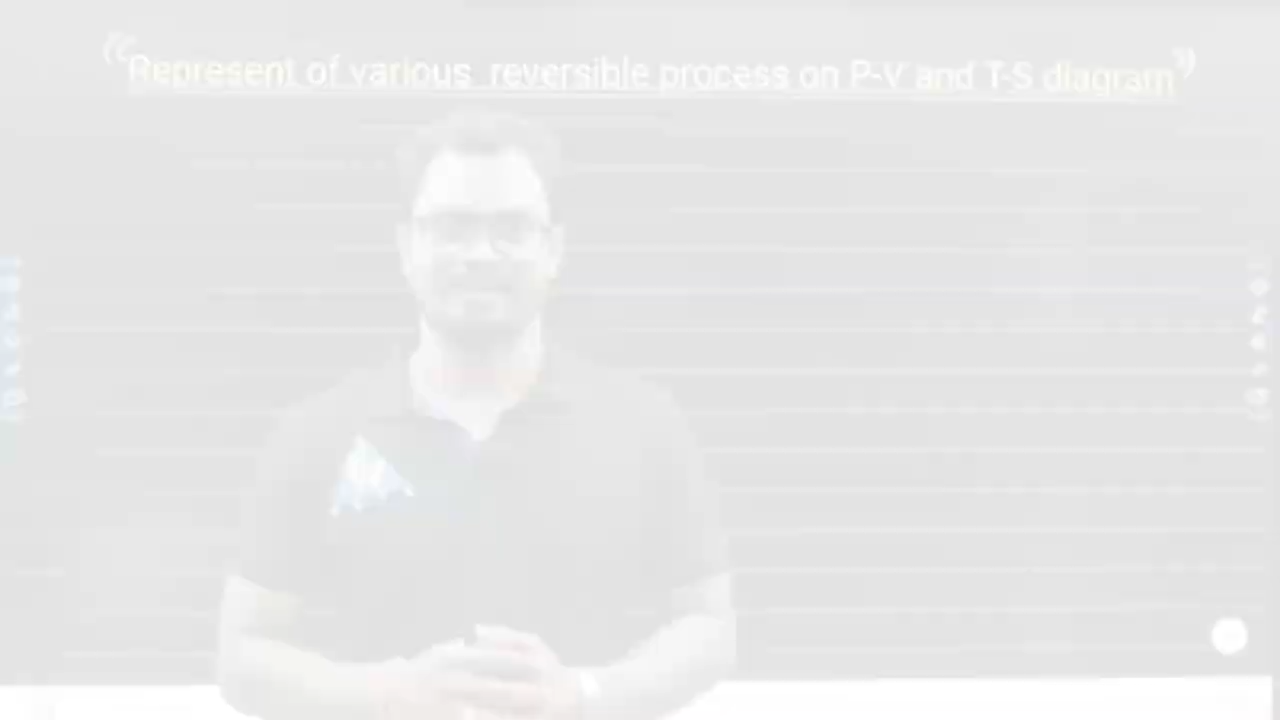 “Represent of various reversible process on P-V and T-S diagram”